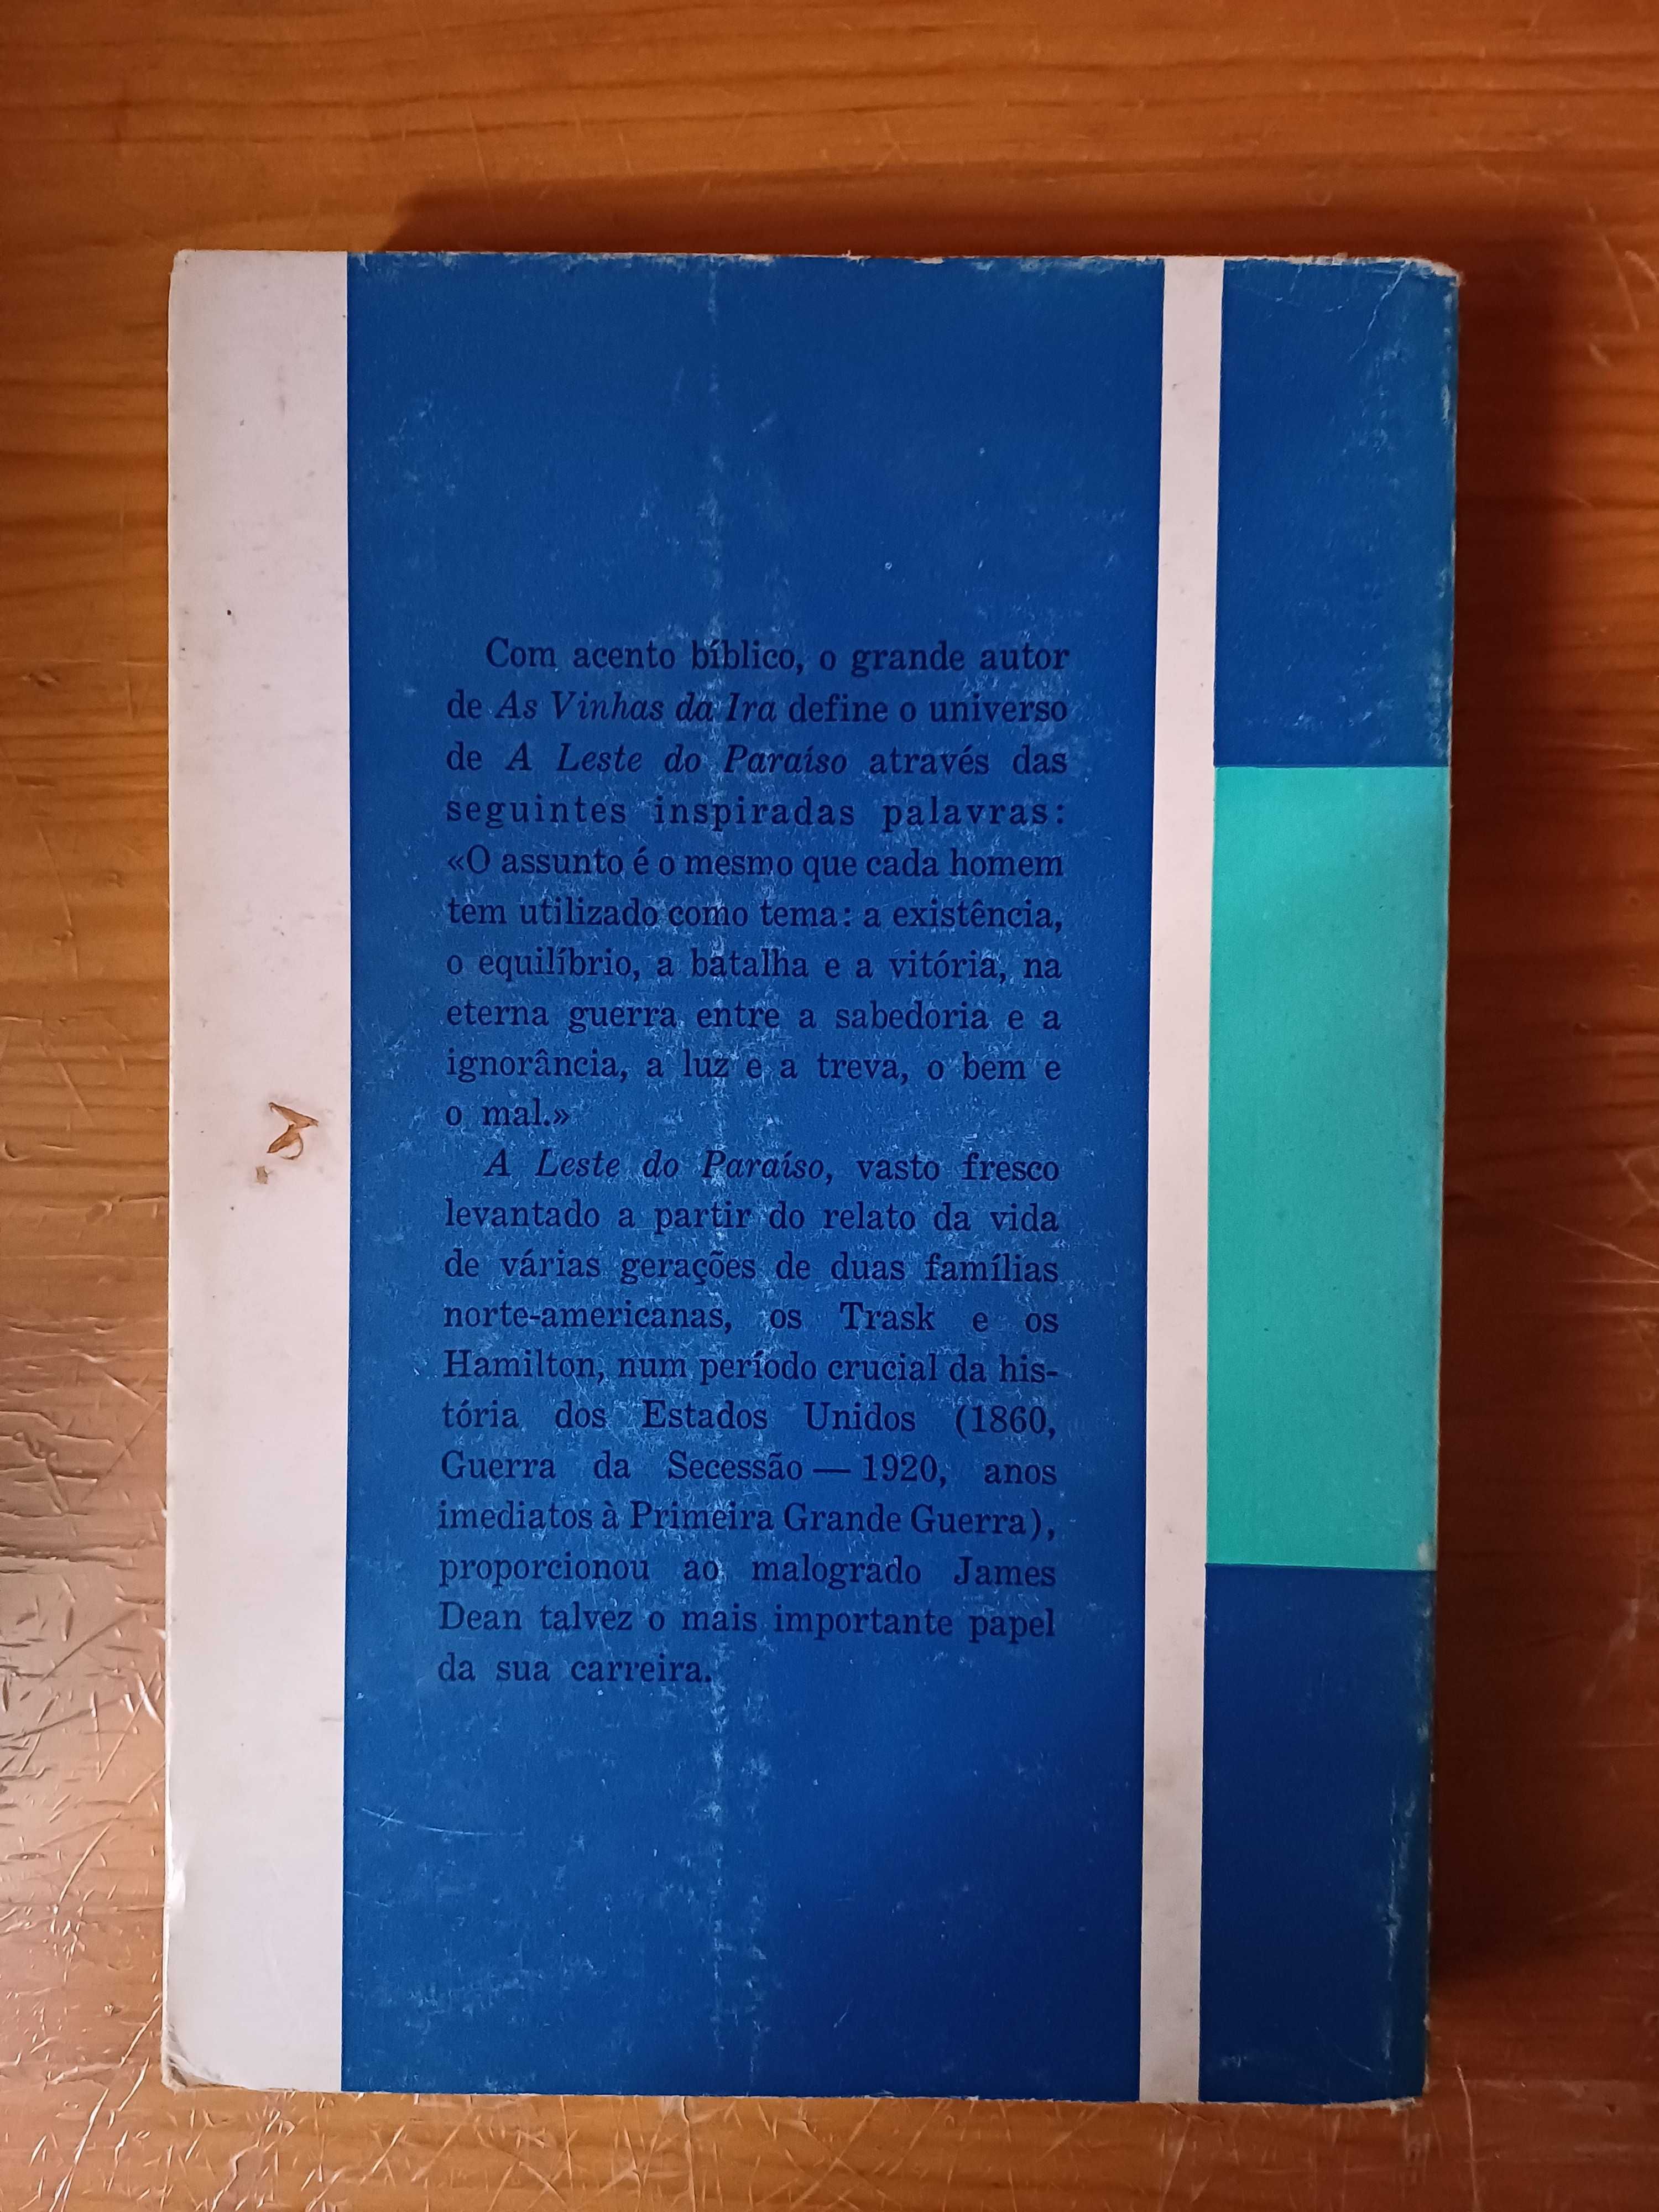 Com acento bíblico, o grande autor
de As Vinhas da Ira define o universo
de A Leste do Paraíso através das
seguintes inspiradas palavras:
«O assunto é o mesmo que cada homem
tem utilizado como tema: a existência,
o equilíbrio, a batalha e a vitória, na
eterna guerra entre a sabedoria e a
ignorância, a luz e a treva, o bem e
o mal.»
A Leste do Paraíso, vasto fresco
levantado a partir do relato da vida
de várias gerações de duas famílias
norte-americanas, os Trask e os
Hamilton, num período crucial da his-
tória dos Estados Unidos (1860,
Guerra da Secessão — 1920, anos
imediatos à Primeira Grande Guerra),
proporcionou ao malogrado James
Dean talvez o mais importante papel
da sua carreira.